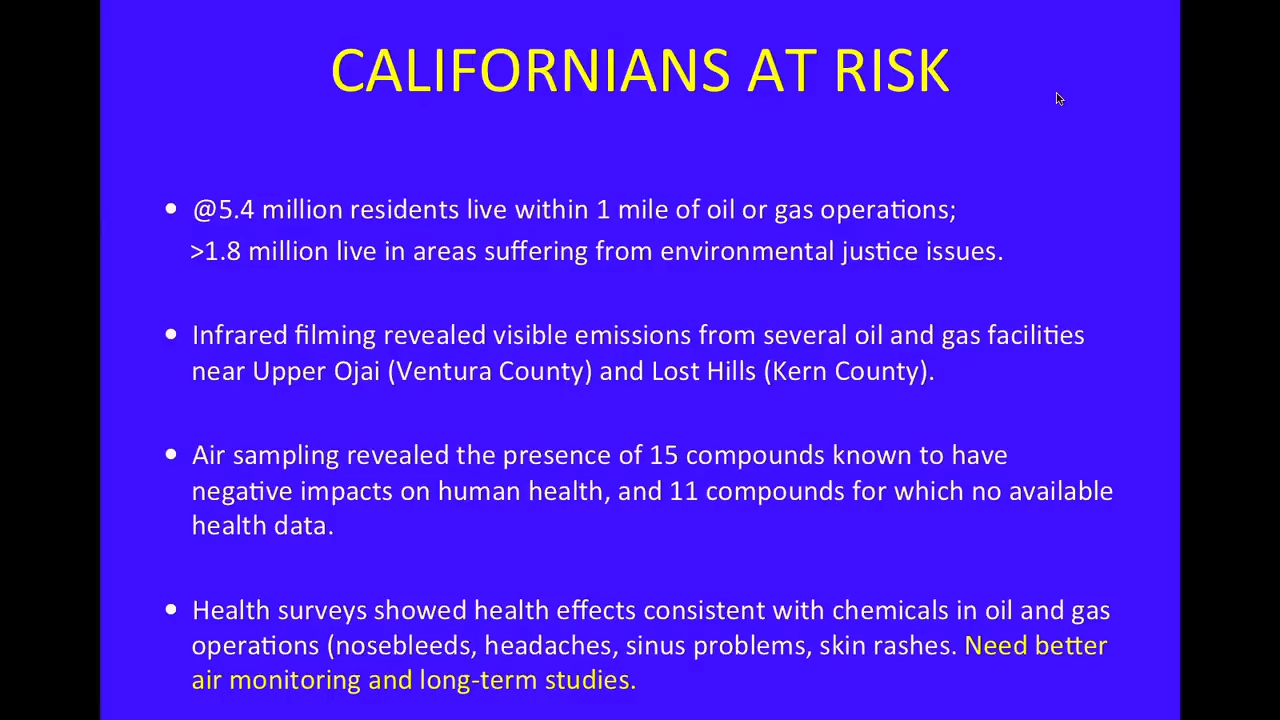 CALIFORNIANS AT RISK
• @5.4 million residents live within 1 mile of oil or gas operations;
>1.8 million live in areas suffering from environmental justice issues.
• Infrared filming revealed visible emissions from several oil and gas facilities
near Upper Ojai (Ventura County) and Lost Hills (Kern County).
• Air sampling revealed the presence of 15 compounds known to have
negative impacts on human health, and 11 compounds for which no available
health data.
• Health surveys showed health effects consistent with chemicals in oil and gas
operations (nosebleeds, headaches, sinus problems, skin rashes. Need better
air monitoring and long-term studies.